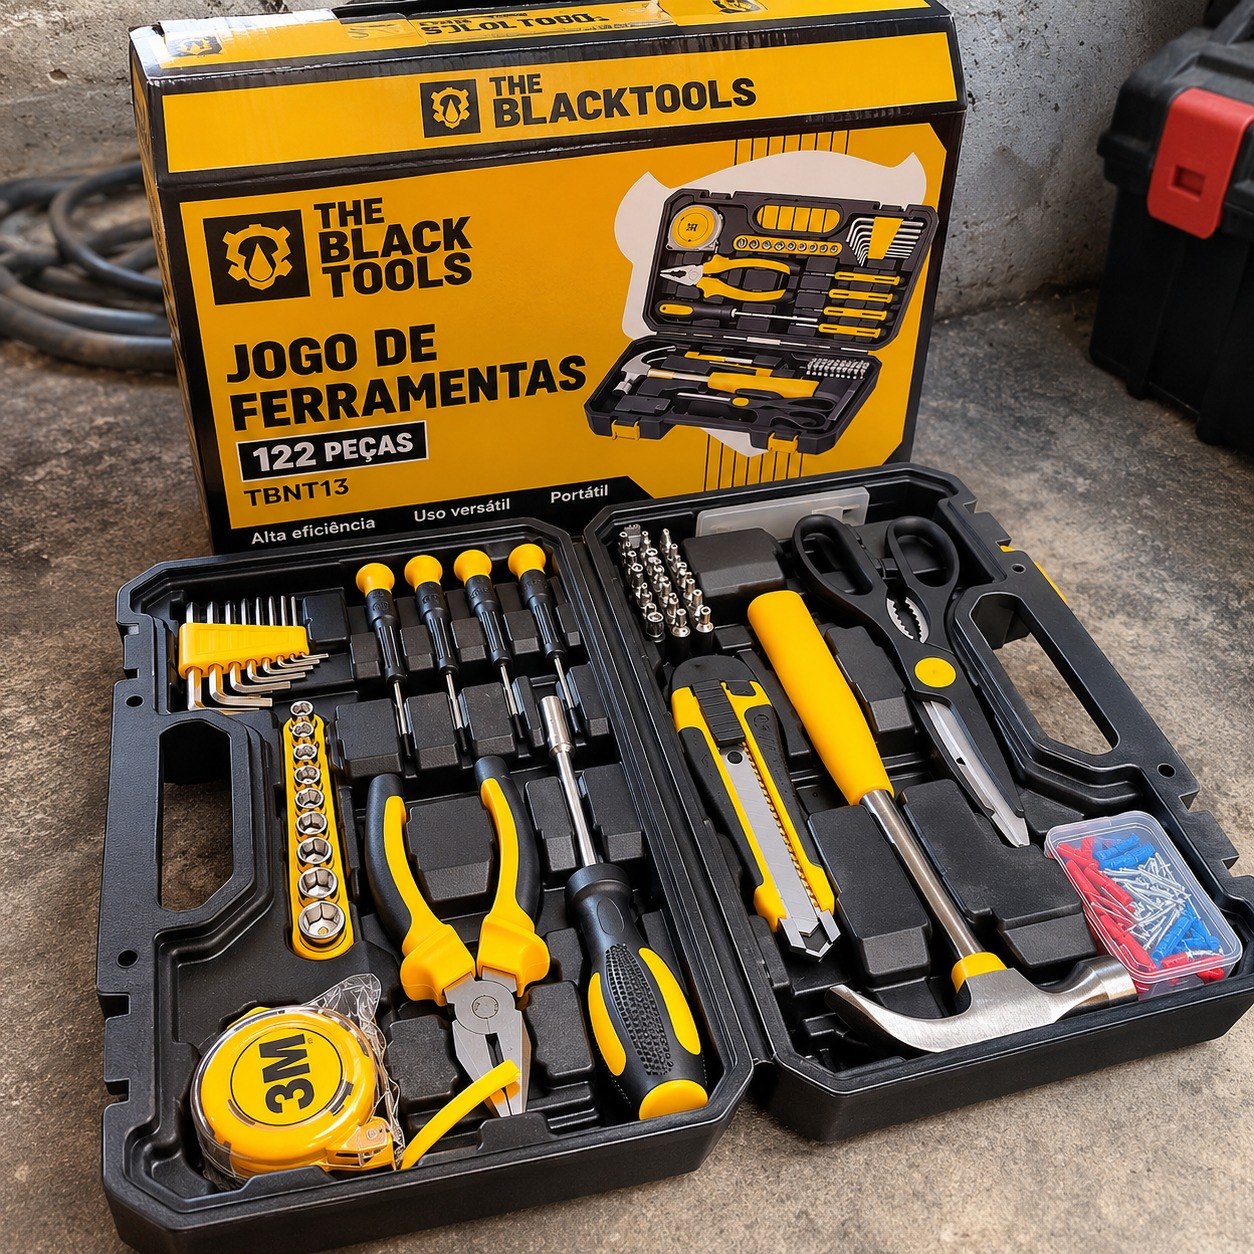 THE
BLACKTOOLS
THE
BLACK
TOOLS
JOGO DE
FERRAMENTAS
122 PEÇAS
TBNT13
Alta eficiência
Uso versátil
Portátil
3M